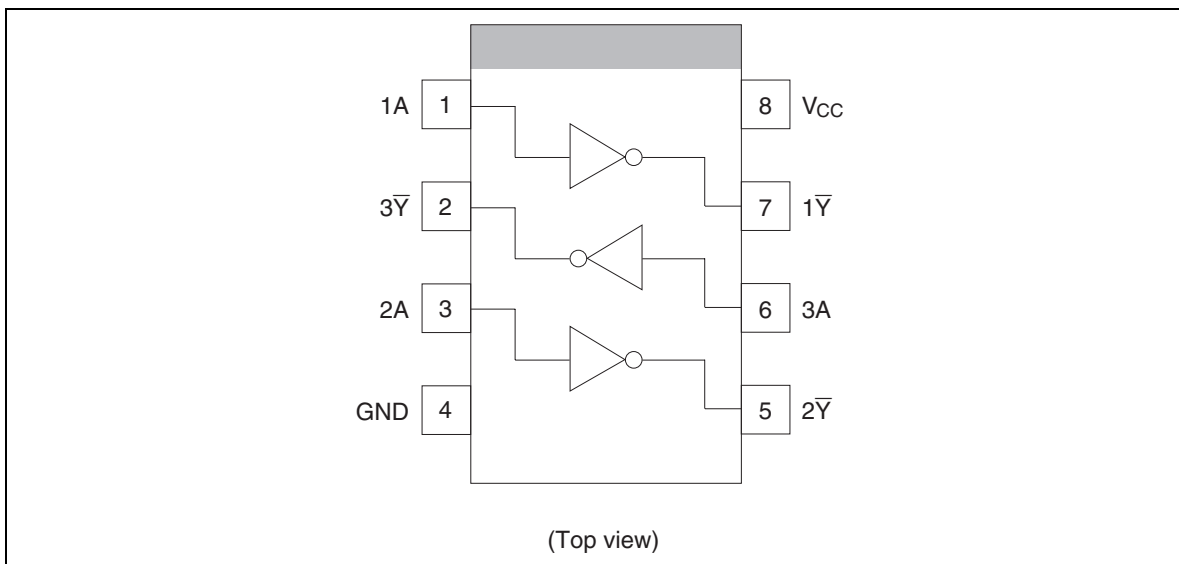 1A 1 8 VCC
3Y̅ 2 7 1Y̅
2A 3 6 3A
GND 4 5 2Y̅
(Top view)